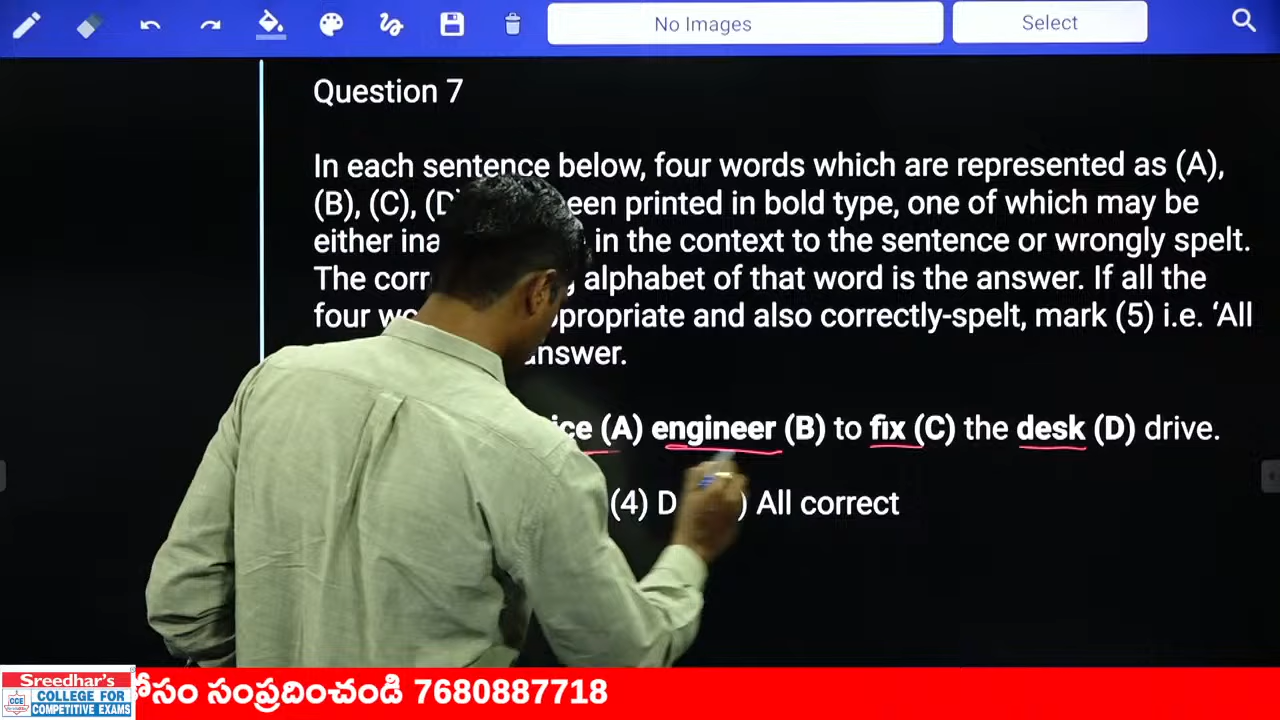 No Images
Select
Question 7
In each sentence below, four words which are represented as (A),
(B), (C), (D) een printed in bold type, one of which may be
either ina in the context to the sentence or wrongly spelt.
The corr g alphabet of that word is the answer. If all the
four wo ppropriate and also correctly-spelt, mark (5) i.e. ‘All
answer.
ice (A) engineer (B) to fix (C) the desk (D) drive.
(4) D ) All correct
Sreedhar's
CCE
COLLEGE FOR
COMPETITIVE EXAMS
కోసం సంప్రదించండి 7680887718